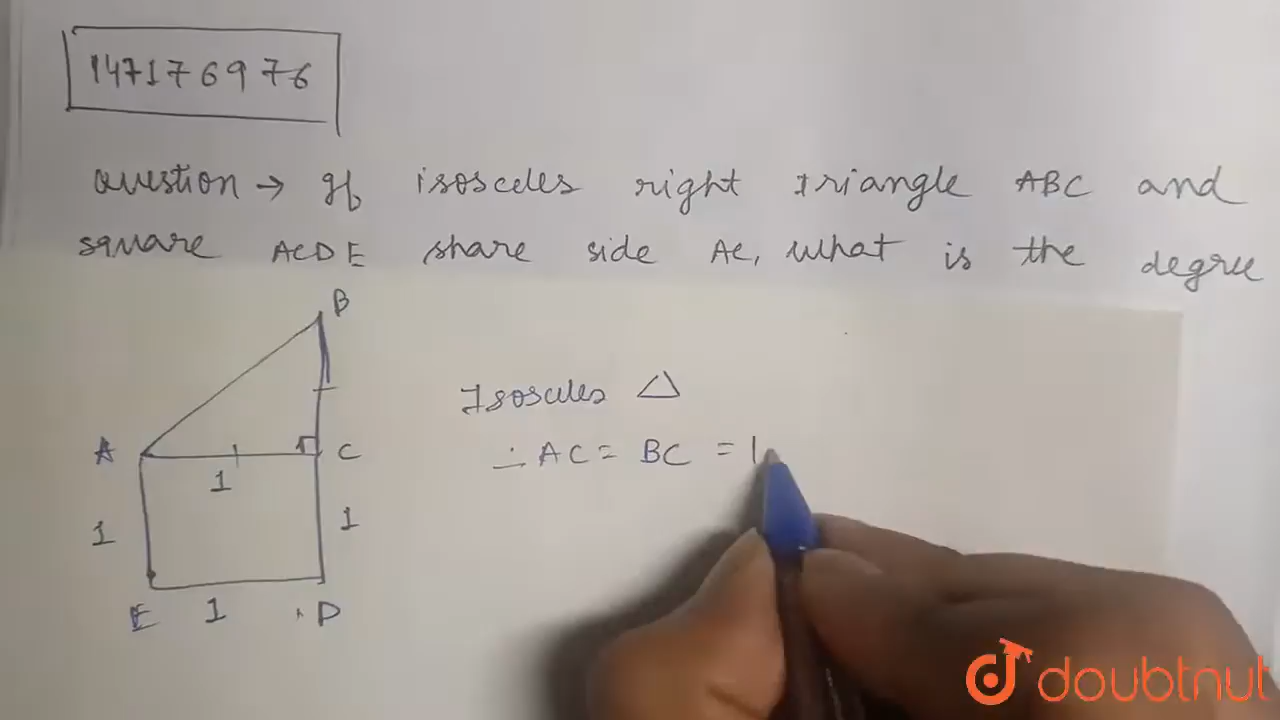 147176976
question → If isosceles right triangle ABC and
square ACDE share side AC, what is the degree
B
Isosceles △
A C
∴ AC = BC = 1
1
1 1
E 1 D
doubtnut